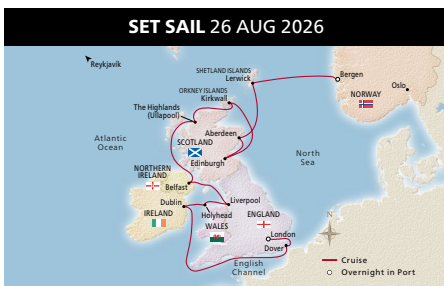 SET SAIL 26 AUG 2026
Reykjavík
SHETLAND ISLANDS
Lerwick
Bergen
Oslo
NORWAY
ORKNEY ISLANDS
Kirkwall
The Highlands
(Ullapool)
Aberdeen
SCOTLAND
Edinburgh
Atlantic
Ocean
North
Sea
NORTHERN
IRELAND
Belfast
Dublin
IRELAND
Liverpool
Holyhead
WALES
ENGLAND
London
Dover
English
Channel
N
Cruise
Overnight in Port